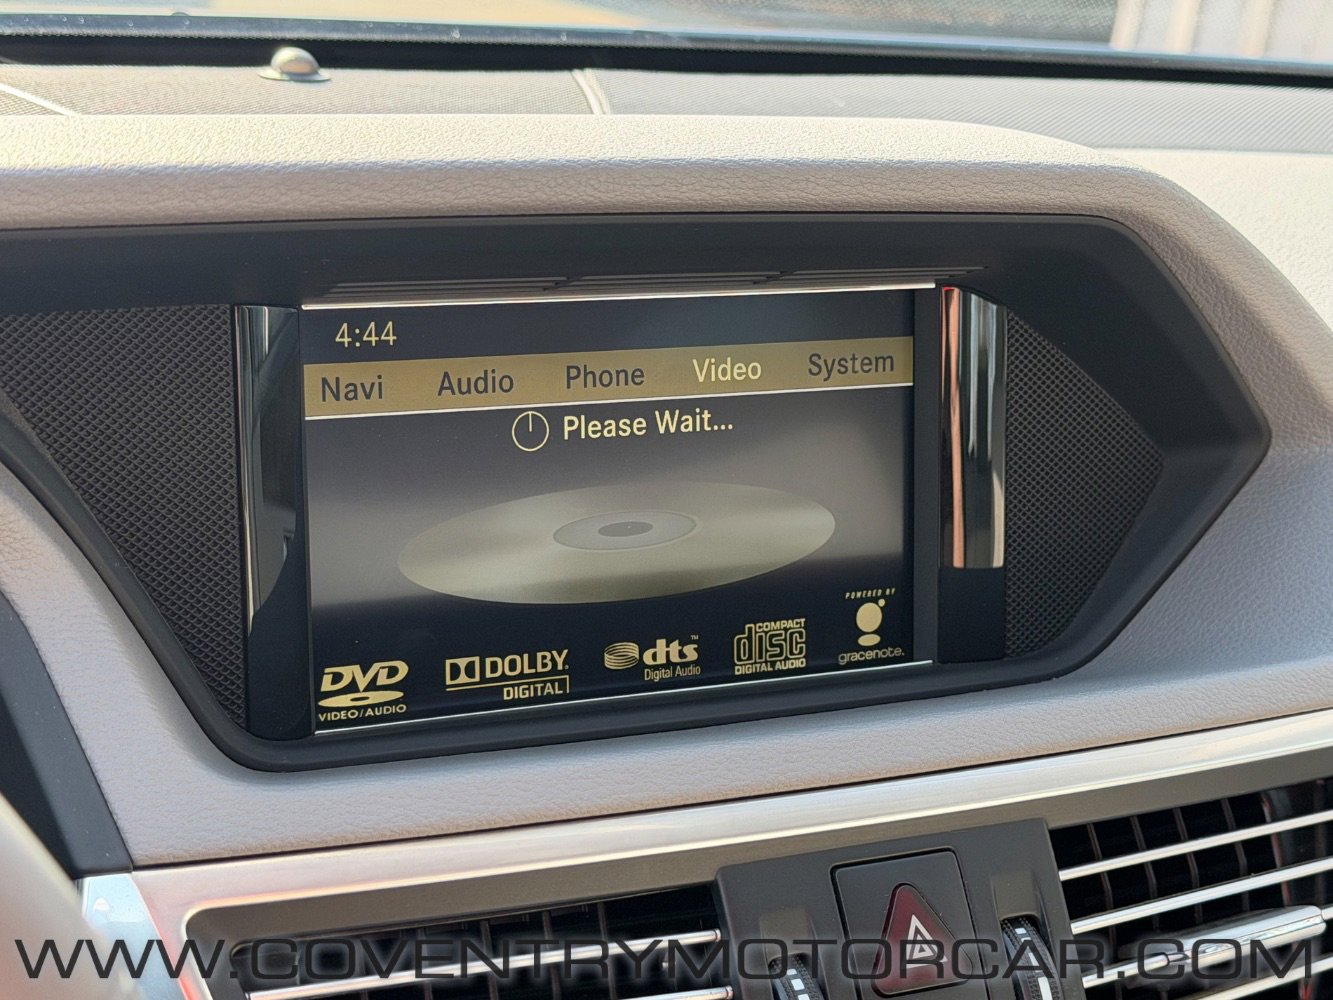 4:44
Navi Audio Phone Video System
Please Wait...
DVD
VIDEO/AUDIO
DOLBY®
DIGITAL
dts™
Digital Audio
COMPACT
disc
DIGITAL AUDIO
POWERED BY
gracenote.
WWW.COVENTRYMOTORCAR.COM